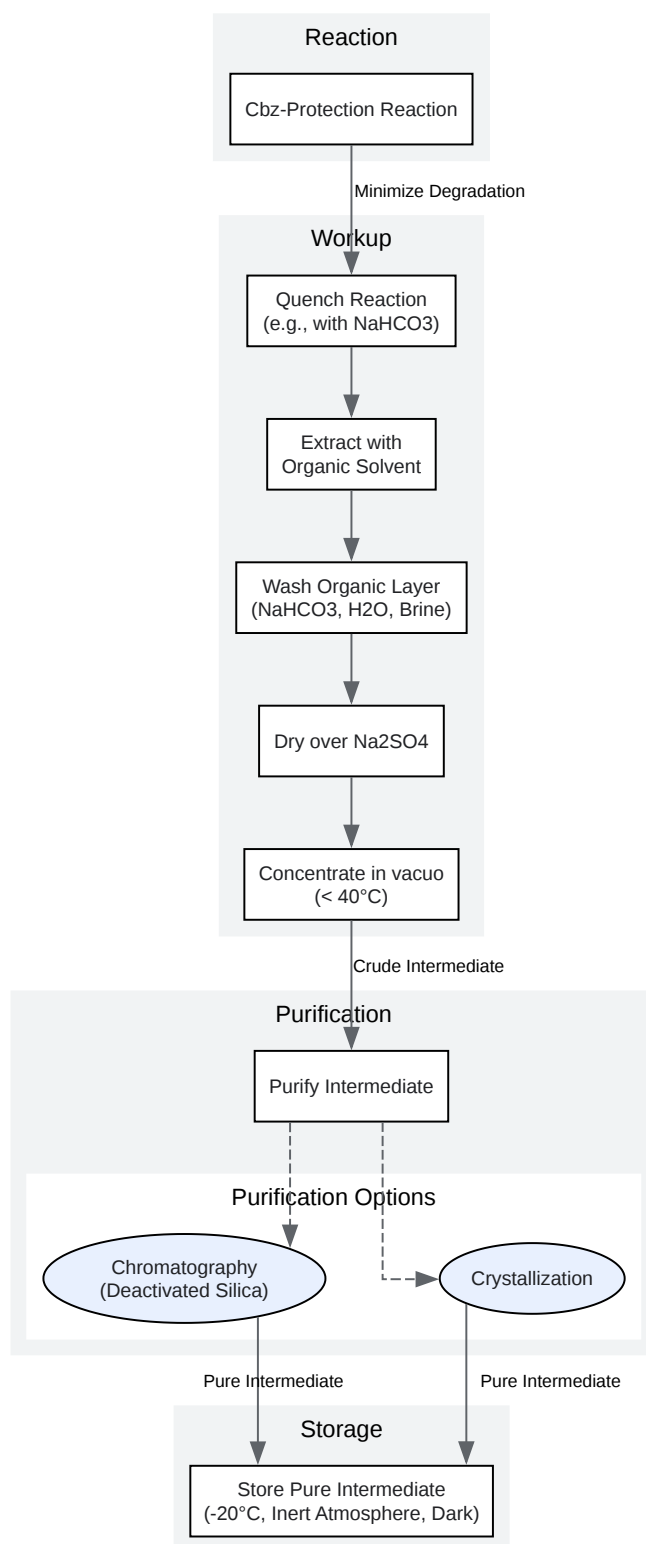 Reaction
Cbz-Protection Reaction
Minimize Degradation
Workup
Quench Reaction
(e.g., with NaHCO3)
Extract with
Organic Solvent
Wash Organic Layer
(NaHCO3, H2O, Brine)
Dry over Na2SO4
Concentrate in vacuo
(< 40°C)
Crude Intermediate
Purification
Purify Intermediate
Purification Options
Chromatography
(Deactivated Silica)
Crystallization
Pure Intermediate
Pure Intermediate
Storage
Store Pure Intermediate
(-20°C, Inert Atmosphere, Dark)